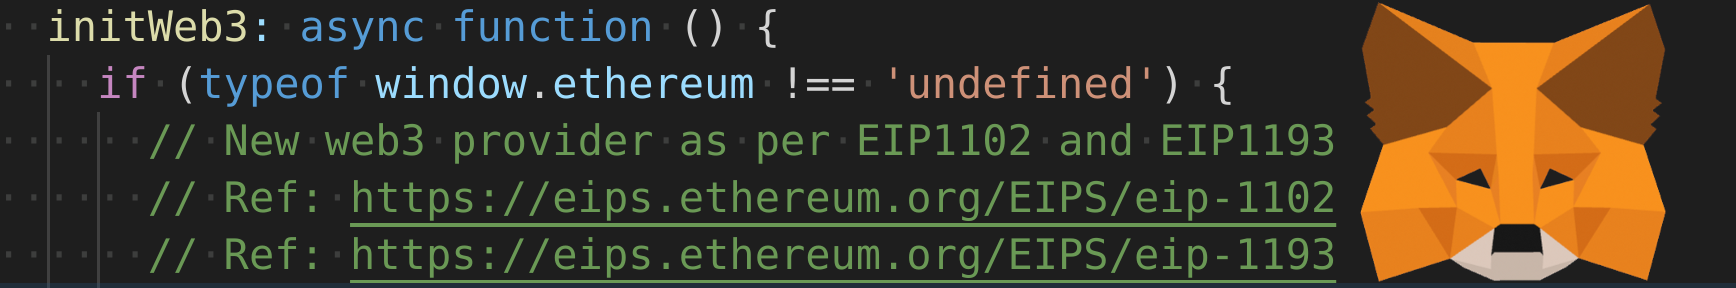 initWeb3: async function () {
if (typeof window.ethereum !== 'undefined') {
// New web3 provider as per EIP1102 and EIP1193
// Ref: https://eips.ethereum.org/EIPS/eip-1102
// Ref: https://eips.ethereum.org/EIPS/eip-1193